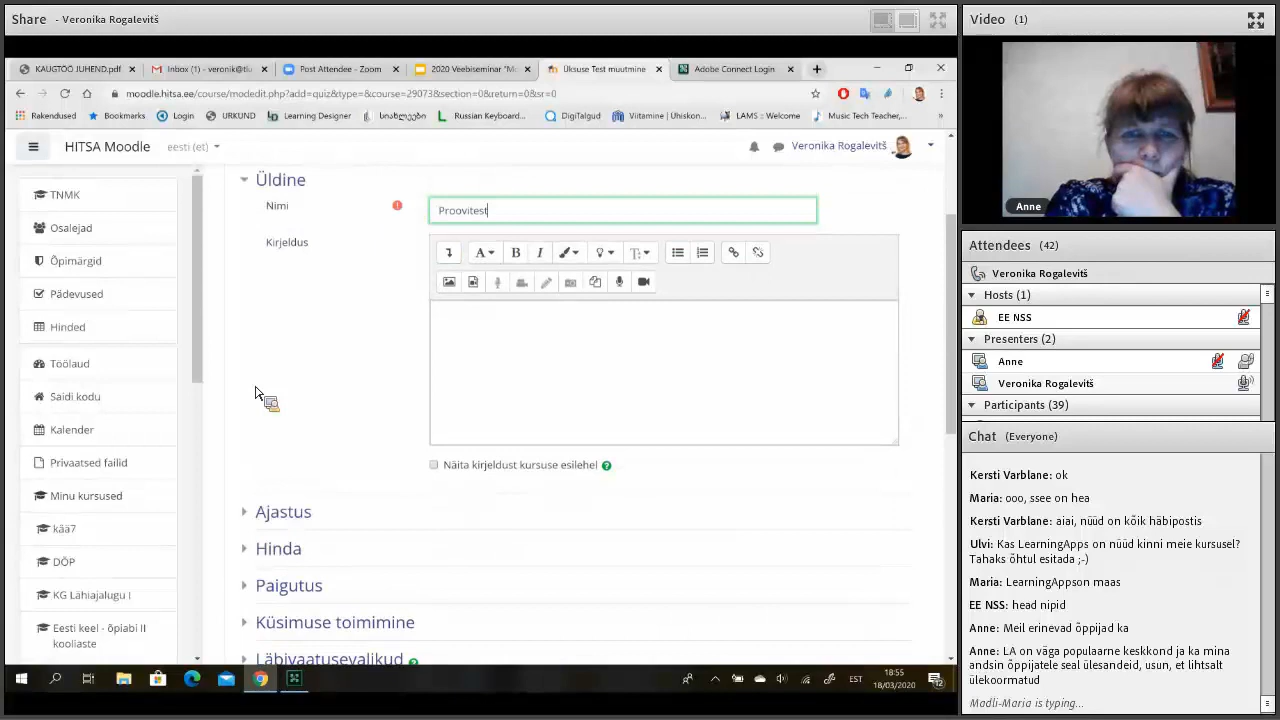 Share - Veronika Rogalevitš
Video (1)
KAUGTÖÖ JUHEND.pdf
Inbox (1) - veronik@tlu
Post Attendee - Zoom
2020 Veebiseminar "Mo
Üksuse Test muutmine
Adobe Connect Login
moodle.hitsa.ee/course/modedit.php?add=quiz&type=&course=29073&section=0&return=0&sr=0
Rakendused
Bookmarks
Login
URKUND
Learning Designer
სიახლეები
Russian Keyboard...
DigiTalgud
Viitamine | Ühiskon...
LAMS :: Welcome
Music Tech Teacher,...
HITSA Moodle
eesti (et)
Veronika Rogalevitš
TNMK
Osalejad
Õpimärgid
Pädevused
Hinded
Töölaud
Saidi kodu
Kalender
Privaatsed failid
Minu kursused
kää7
DÕP
KG Lähiajalugu I
Eesti keel - õpiabi II
kooliaste
Üldine
Nimi
Proovitest
Kirjeldus
Näita kirjeldust kursuse esilehel
Ajastus
Hinda
Paigutus
Küsimuse toimimine
Läbivaatusevalikud
EST
18:55
18/03/2020
12
Anne
Attendees (42)
Veronika Rogalevitš
Hosts (1)
EE NSS
Presenters (2)
Anne
Veronika Rogalevitš
Participants (39)
Chat (Everyone)
Kersti Varblane: ok
Maria: ooo, ssee on hea
Kersti Varblane: aiai, nüüd on kõik häbipostis
Ulvi: Kas LearningApps on nüüd kinni meie kursusel?
Tahaks õhtul esitada ;-)
Maria: LearningAppson maas
EE NSS: head nipid
Anne: Meil erinevad õppijad ka
Anne: LA on väga populaarne keskkond ja ka mina
andsin õppijatele seal ülesandeid, usun, et lihtsalt
ülekoormatud
Madli-Maria is typing...